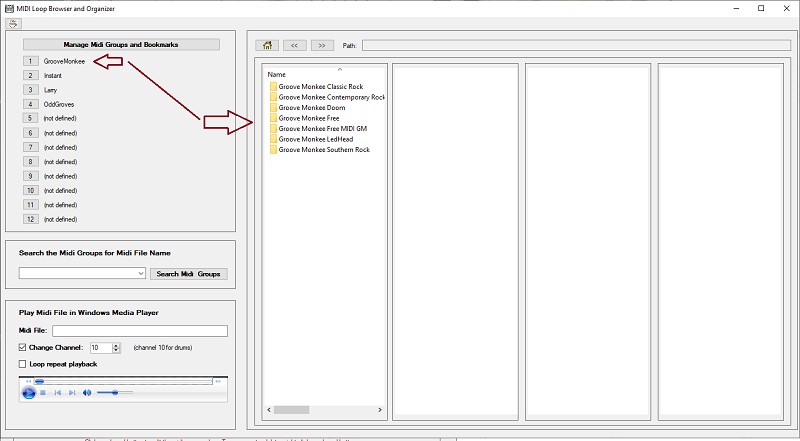 MIDI Loop Browser and Organizer
Manage Midi Groups and Bookmarks
1 GrooveMonkee
2 Instant
3 Larry
4 OddGroves
5 (not defined)
6 (not defined)
7 (not defined)
8 (not defined)
9 (not defined)
10 (not defined)
11 (not defined)
12 (not defined)
Search the Midi Groups for Midi File Name
Search Midi Groups
Play Midi File in Windows Media Player
Midi File:
Change Channel: 10 (channel 10 for drums)
Loop repeat playback
<< >> Path:
Name
Groove Monkee Classic Rock
Groove Monkee Contemporary Rock
Groove Monkee Doom
Groove Monkee Free
Groove Monkee Free MIDI GM
Groove Monkee LedHead
Groove Monkee Southern Rock